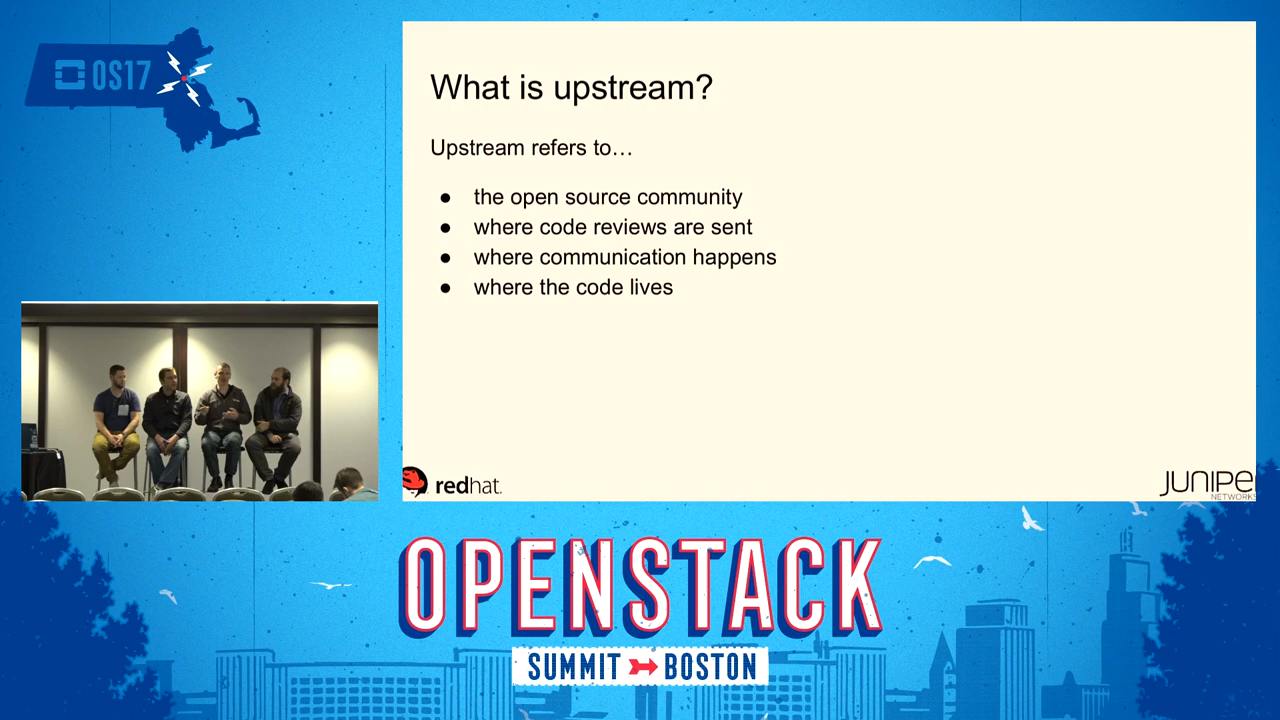 OS17
What is upstream?
Upstream refers to…
● the open source community
● where code reviews are sent
● where communication happens
● where the code lives
redhat.
JUNIPE
NETWORKS
OPENSTACK
SUMMIT BOSTON